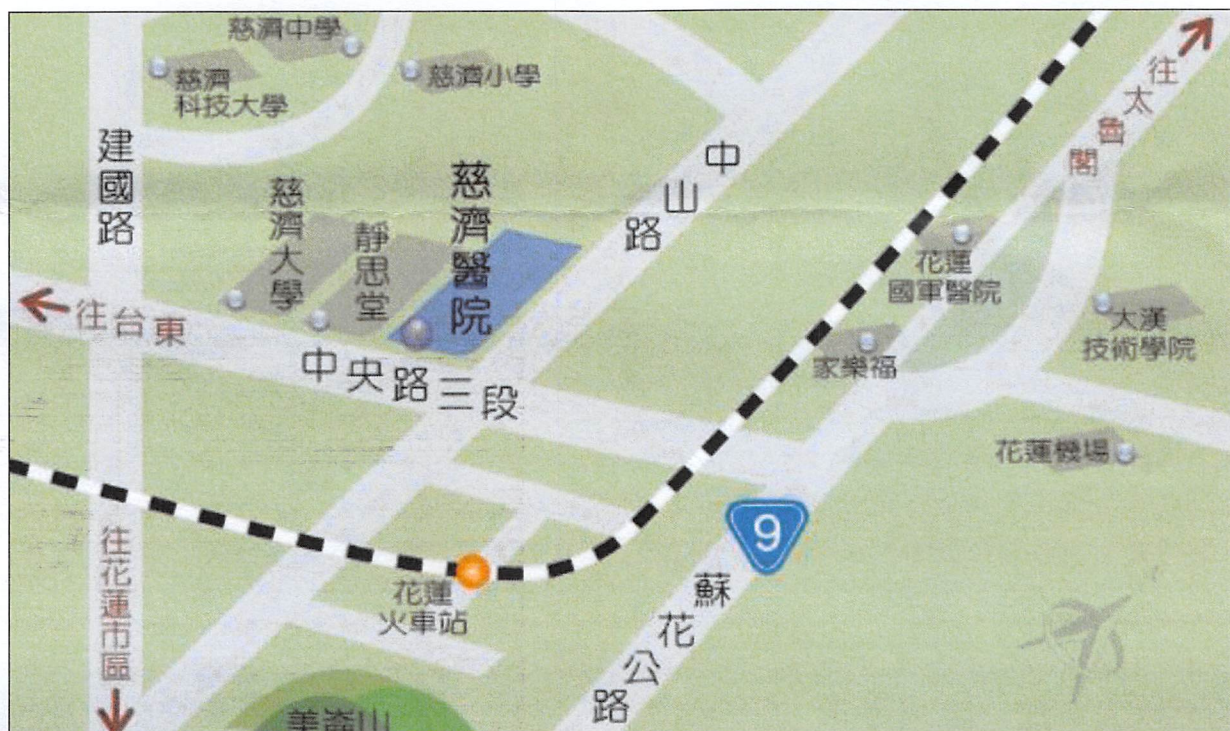 慈濟中學
慈濟
科技大學
慈濟小學
往太魯閣
建國路
中山路
慈濟大學
靜思堂
慈濟醫院
花蓮
國軍醫院
大漢
技術學院
往台東
中央路三段
家樂福
花蓮機場
9
往花蓮市區
花蓮
火車站
蘇花公路
美崙山